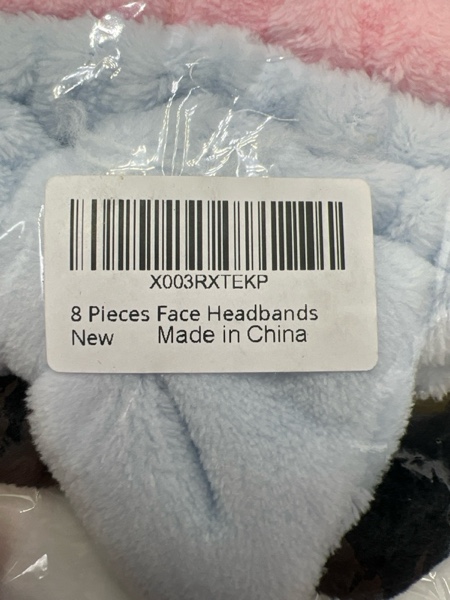 X003RXTEKP
8 Pieces Face Headbands
New Made in China